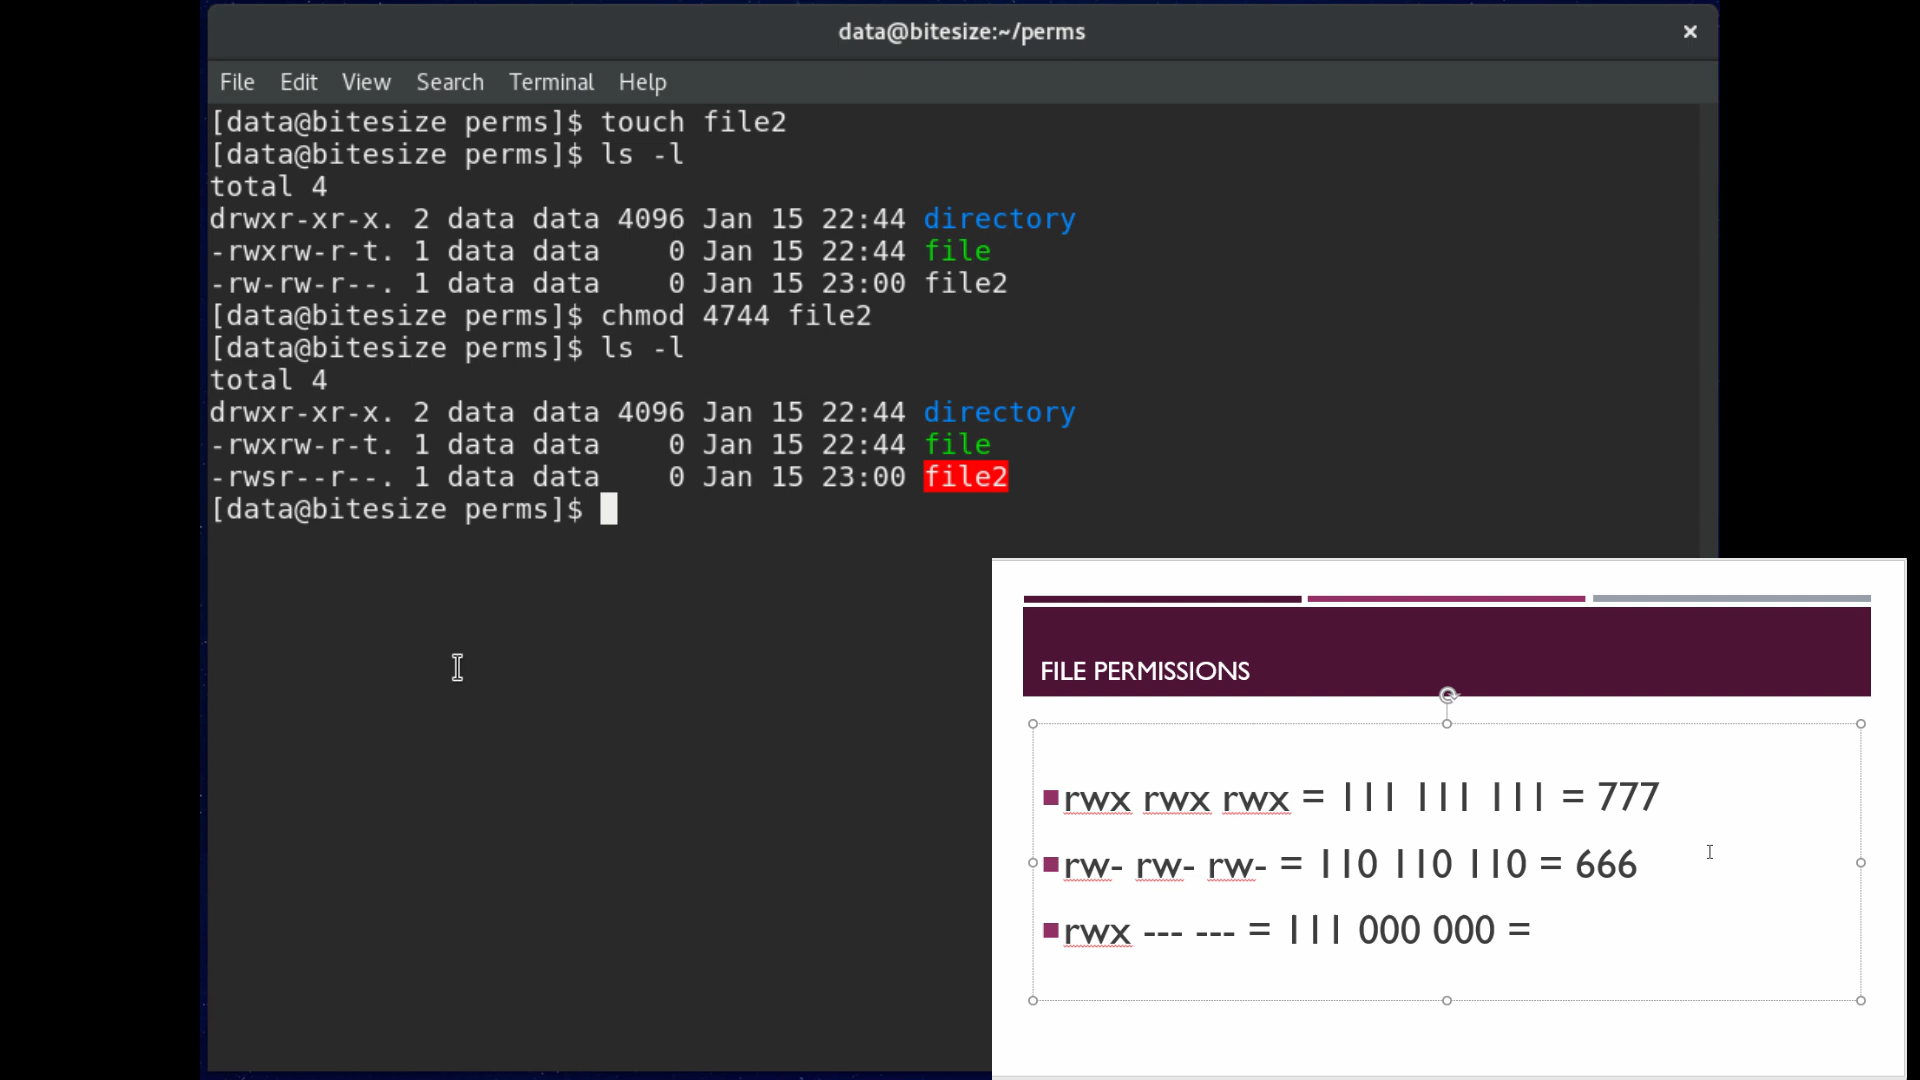 data@bitesize:~/perms
File Edit View Search Terminal Help
[data@bitesize perms]$ touch file2
[data@bitesize perms]$ ls -l
total 4
drwxr-xr-x. 2 data data 4096 Jan 15 22:44 directory
-rwxrw-r-t. 1 data data    0 Jan 15 22:44 file
-rw-rw-r--. 1 data data    0 Jan 15 23:00 file2
[data@bitesize perms]$ chmod 4744 file2
[data@bitesize perms]$ ls -l
total 4
drwxr-xr-x. 2 data data 4096 Jan 15 22:44 directory
-rwxrw-r-t. 1 data data    0 Jan 15 22:44 file
-rwsr--r--. 1 data data    0 Jan 15 23:00 file2
[data@bitesize perms]$
FILE PERMISSIONS
rwx rwx rwx = 111 111 111 = 777
rw- rw- rw- = 110 110 110 = 666
rwx --- --- = 111 000 000 =